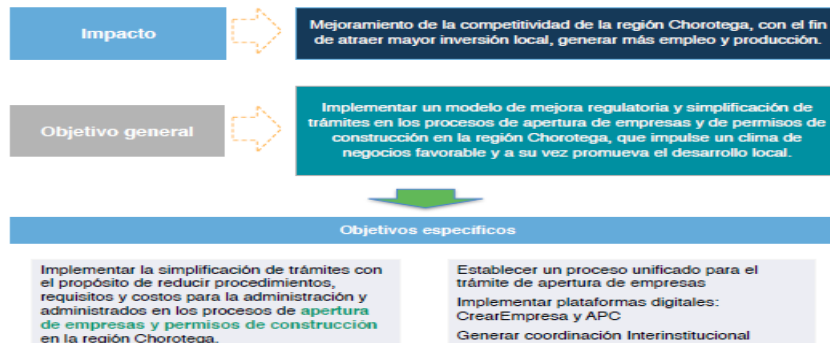 Impacto
Mejoramiento de la competitividad de la región Chorotega, con el fin
de atraer mayor inversión local, generar más empleo y producción.
Objetivo general
Implementar un modelo de mejora regulatoria y simplificación de
trámites en los procesos de apertura de empresas y de permisos de
construcción en la región Chorotega, que impulse un clima de
negocios favorable y a su vez promueva el desarrollo local.
Objetivos específicos
Implementar la simplificación de trámites con
el propósito de reducir procedimientos,
requisitos y costos para la administración y
administrados en los procesos de apertura
de empresas y permisos de construcción
en la región Chorotega.
Establecer un proceso unificado para el
trámite de apertura de empresas
Implementar plataformas digitales:
CrearEmpresa y APC
Generar coordinación Interinstitucional